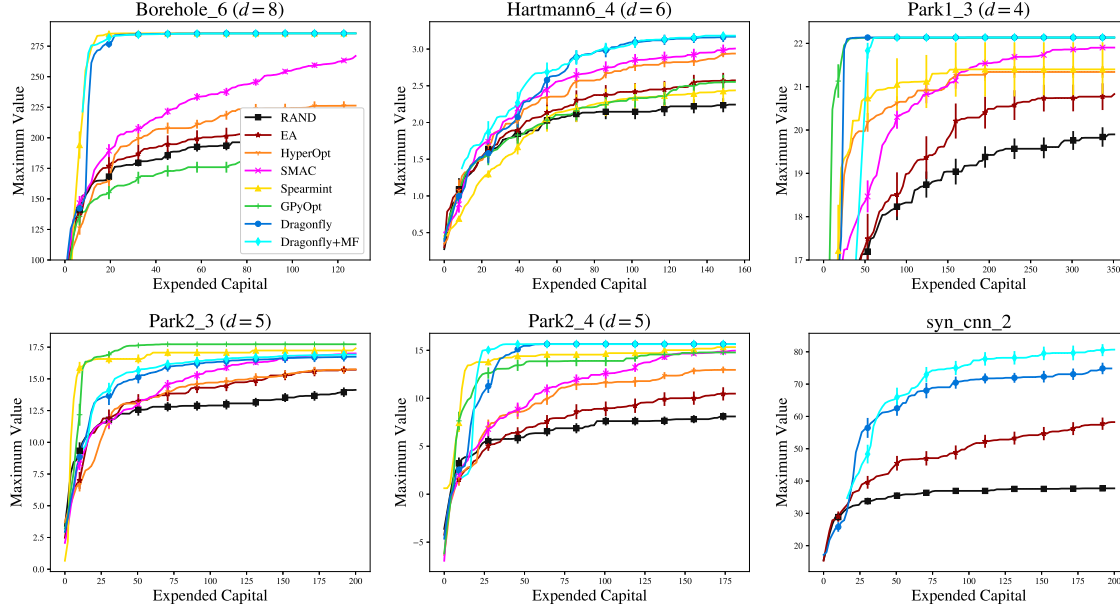 Borehole_6 (d = 8)
Maximum Value
275
250
225
200
175
150
125
100
0 20 40 60 80 100 120
Expended Capital
RAND
EA
HyperOpt
SMAC
Spearmint
GPyOpt
Dragonfly
Dragonfly+MF
Hartmann6_4 (d = 6)
Maximum Value
3.0
2.5
2.0
1.5
1.0
0.5
0 20 40 60 80 100 120 140 160
Expended Capital
Park1_3 (d = 4)
Maximum Value
22
21
20
19
18
17
0 50 100 150 200 250 300 350
Expended Capital
Park2_3 (d = 5)
Maximum Value
17.5
15.0
12.5
10.0
7.5
5.0
2.5
0.0
0 25 50 75 100 125 150 175 200
Expended Capital
Park2_4 (d = 5)
Maximum Value
15
10
5
0
−5
0 25 50 75 100 125 150 175
Expended Capital
syn_cnn_2
Maximum Value
80
70
60
50
40
30
20
0 25 50 75 100 125 150 175 200
Expended Capital